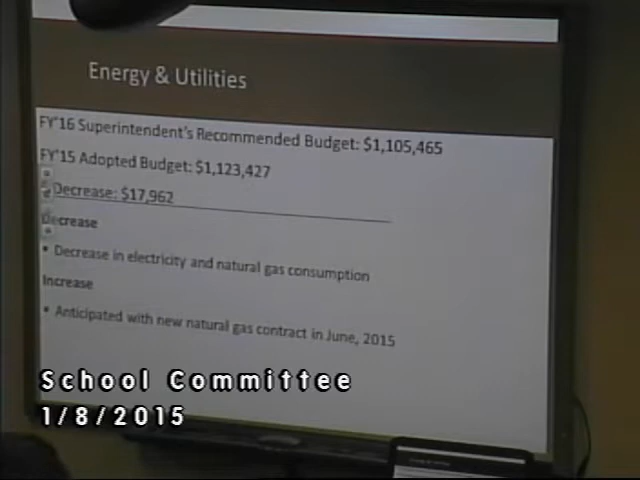 Energy & Utilities
FY'16 Superintendent's Recommended Budget: $1,105,465
FY'15 Adopted Budget: $1,123,427
Decrease: $17,962
Decrease
• Decrease in electricity and natural gas consumption
Increase
• Anticipated with new natural gas contract in June, 2015
School Committee
1/8/2015